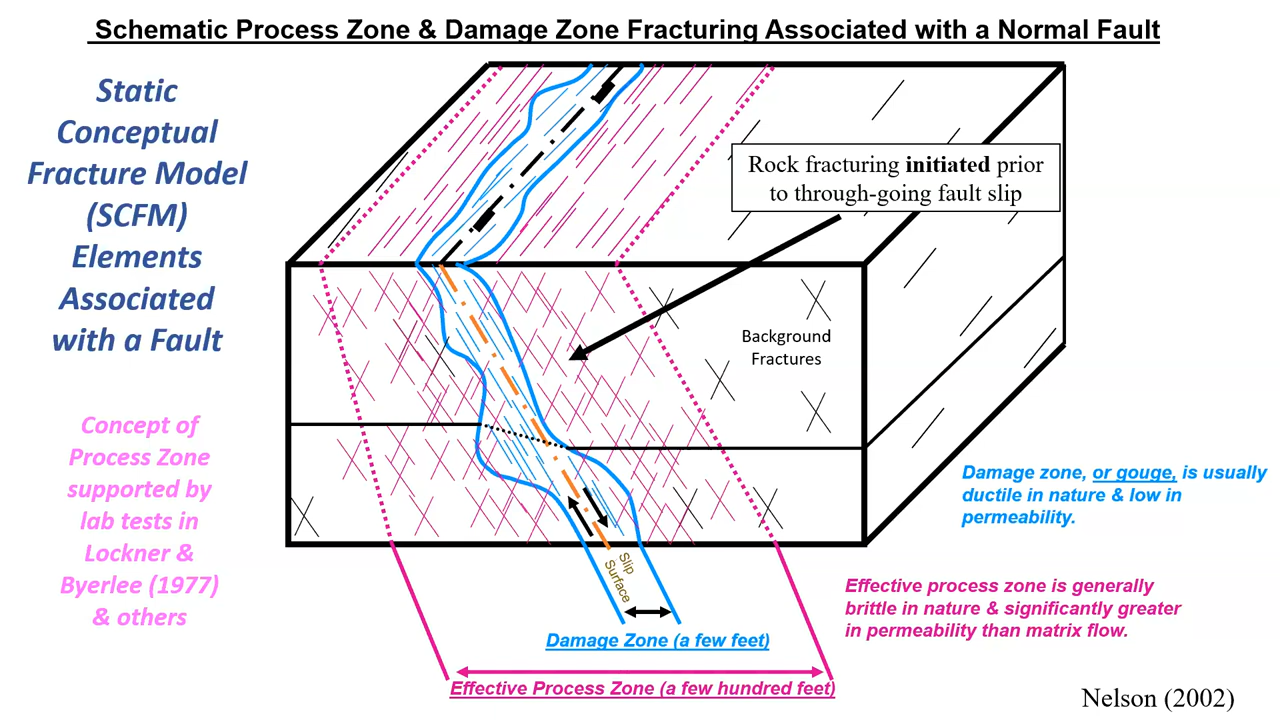 Schematic Process Zone & Damage Zone Fracturing Associated with a Normal Fault
Static
Conceptual
Fracture Model
(SCFM)
Elements
Associated
with a Fault
Concept of
Process Zone
supported by
lab tests in
Lockner &
Byerlee (1977)
& others
Rock fracturing initiated prior
to through-going fault slip
Background
Fractures
Damage zone, or gouge, is usually
ductile in nature & low in
permeability.
Effective process zone is generally
brittle in nature & significantly greater
in permeability than matrix flow.
Slip
Surface
Damage Zone (a few feet)
Effective Process Zone (a few hundred feet)
Nelson (2002)